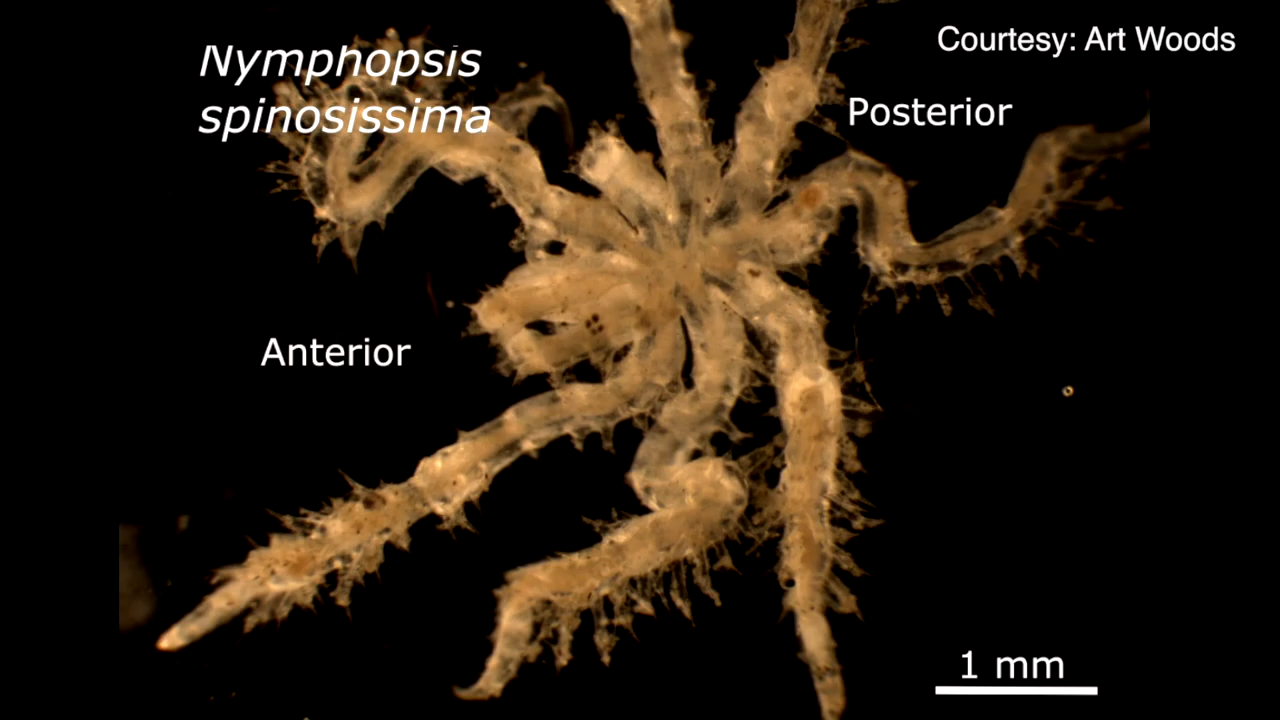 Nymphopsis
spinosissima
Courtesy: Art Woods
Posterior
Anterior
1 mm